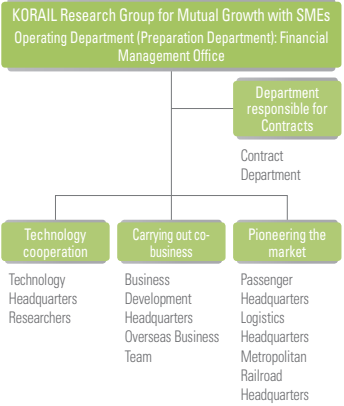 KORAIL Research Group for Mutual Growth with SMEs
Operating Department (Preparation Department): Financial
Management Office
Department
responsible for
Contracts
Contract
Department
Technology
cooperation
Technology
Headquarters
Researchers
Carrying out co-
business
Business
Development
Headquarters
Overseas Business
Team
Pioneering the
market
Passenger
Headquarters
Logistics
Headquarters
Metropolitan
Railroad
Headquarters